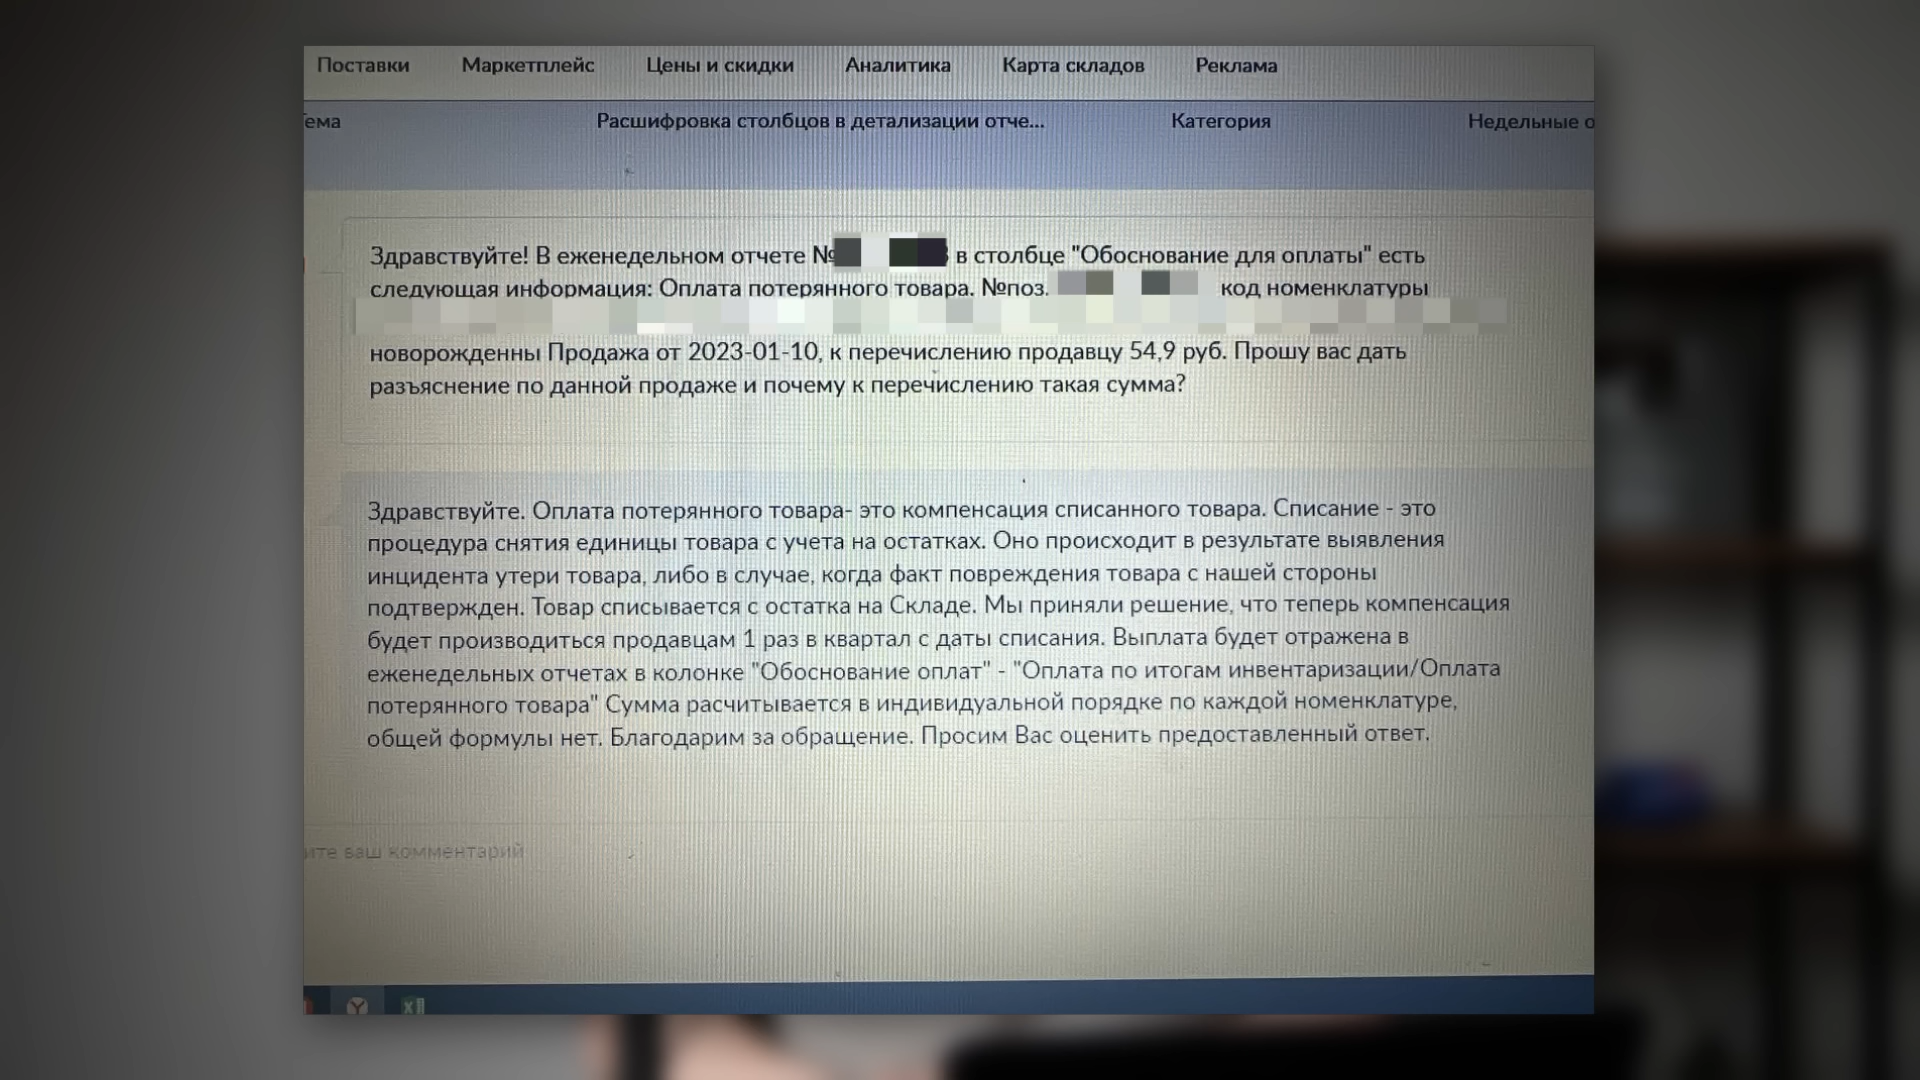 Поставки Маркетплейс Цены и скидки Аналитика Карта складов Реклама
Расшифровка столбцов в детализации отче... Категория Недельные о
Здравствуйте! В еженедельном отчете № в столбце "Обоснование для оплаты" есть
следующая информация: Оплата потерянного товара. №поз. код номенклатуры
новорожденны Продажа от 2023-01-10, к перечислению продавцу 54,9 руб. Прошу вас дать
разъяснение по данной продаже и почему к перечислению такая сумма?
Здравствуйте. Оплата потерянного товара- это компенсация списанного товара. Списание - это
процедура снятия единицы товара с учета на остатках. Оно происходит в результате выявления
инцидента утери товара, либо в случае, когда факт повреждения товара с нашей стороны
подтвержден. Товар списывается с остатка на Складе. Мы приняли решение, что теперь компенсация
будет производиться продавцам 1 раз в квартал с даты списания. Выплата будет отражена в
еженедельных отчетах в колонке "Обоснование оплат" - "Оплата по итогам инвентаризации/Оплата
потерянного товара" Сумма расчитывается в индивидуальной порядке по каждой номенклатуре,
общей формулы нет. Благодарим за обращение. Просим Вас оценить предоставленный ответ.
ваш комментарий